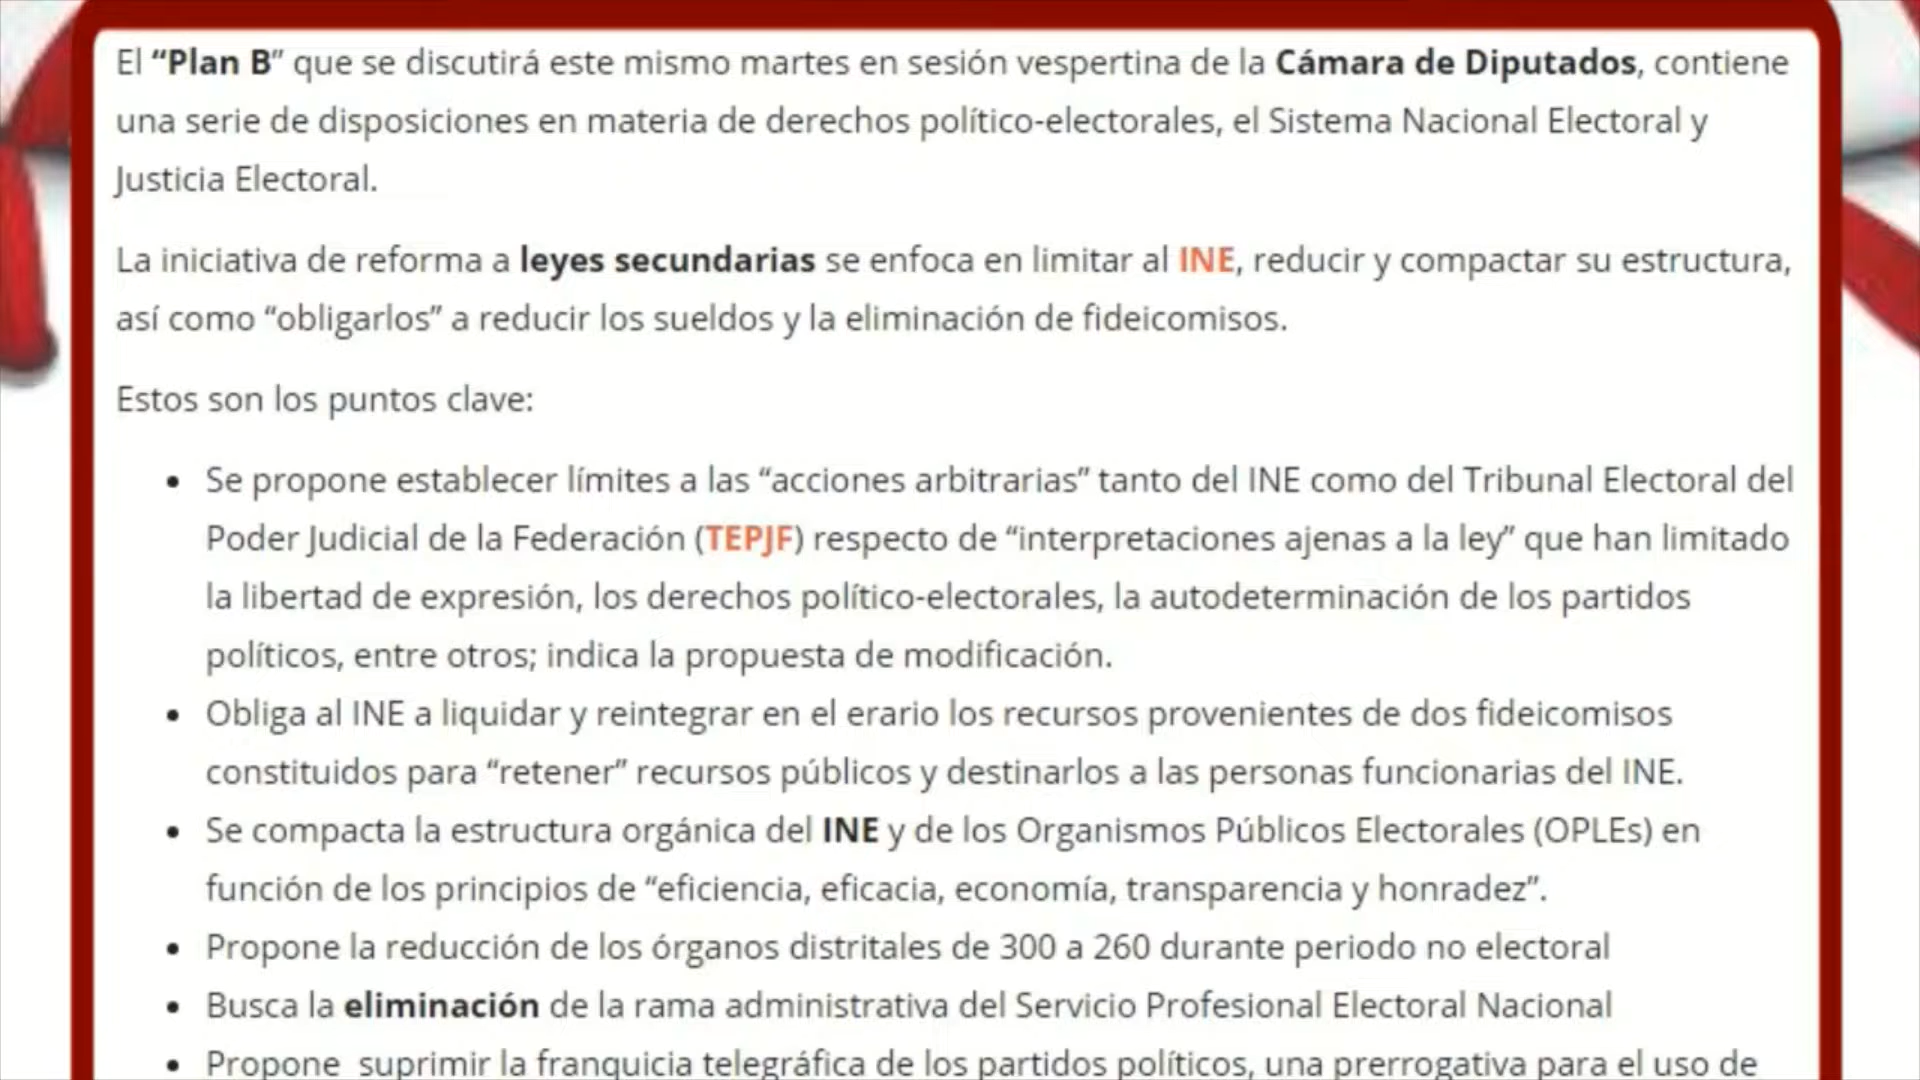 El “Plan B” que se discutirá este mismo martes en sesión vespertina de la Cámara de Diputados, contiene
una serie de disposiciones en materia de derechos político-electorales, el Sistema Nacional Electoral y
Justicia Electoral.
La iniciativa de reforma a leyes secundarias se enfoca en limitar al INE, reducir y compactar su estructura,
así como “obligarlos” a reducir los sueldos y la eliminación de fideicomisos.
Estos son los puntos clave:
• Se propone establecer límites a las “acciones arbitrarias” tanto del INE como del Tribunal Electoral del
Poder Judicial de la Federación (TEPJF) respecto de “interpretaciones ajenas a la ley” que han limitado
la libertad de expresión, los derechos político-electorales, la autodeterminación de los partidos
políticos, entre otros; indica la propuesta de modificación.
• Obliga al INE a liquidar y reintegrar en el erario los recursos provenientes de dos fideicomisos
constituidos para “retener” recursos públicos y destinarlos a las personas funcionarias del INE.
• Se compacta la estructura orgánica del INE y de los Organismos Públicos Electorales (OPLEs) en
función de los principios de “eficiencia, eficacia, economía, transparencia y honradez”.
• Propone la reducción de los órganos distritales de 300 a 260 durante periodo no electoral
• Busca la eliminación de la rama administrativa del Servicio Profesional Electoral Nacional
• Propone suprimir la franquicia telegráfica de los partidos políticos, una prerrogativa para el uso de